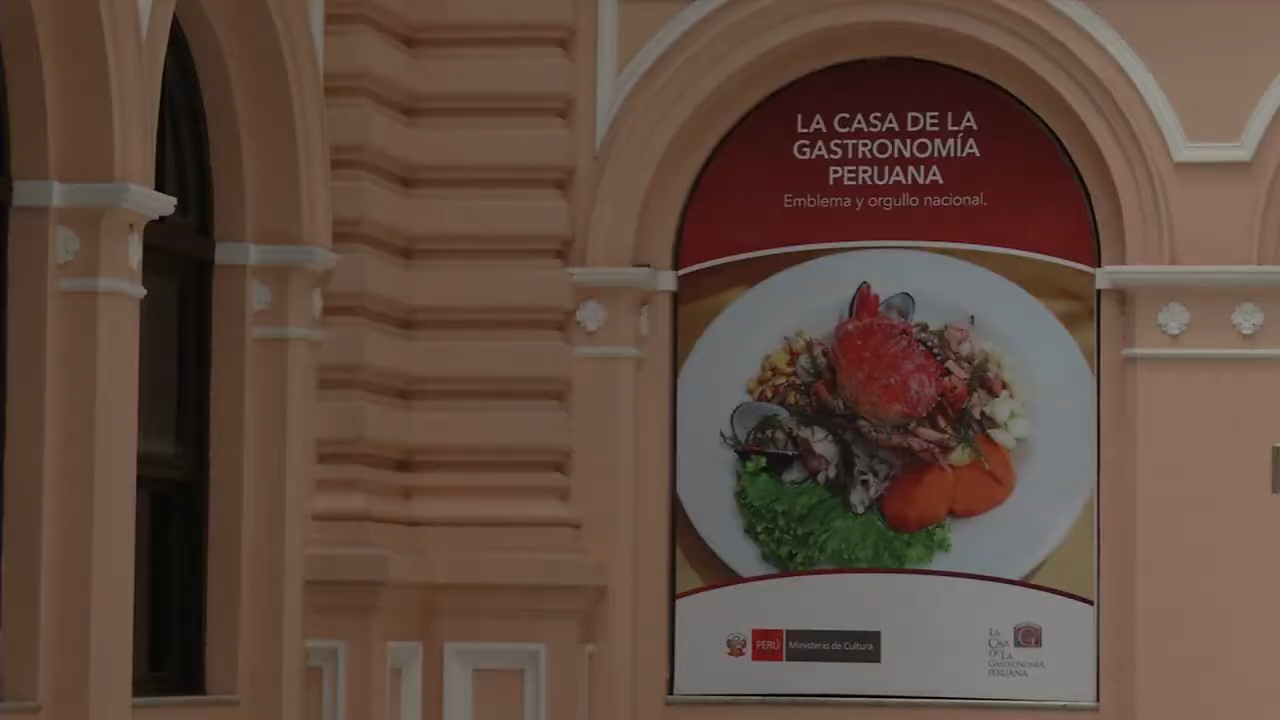 LA CASA DE LA
GASTRONOMÍA
PERUANA
Emblema y orgullo nacional.
PERÚ Ministerio de Cultura
LA
CASA
DE LA
GASTRONOMÍA
PERUANA